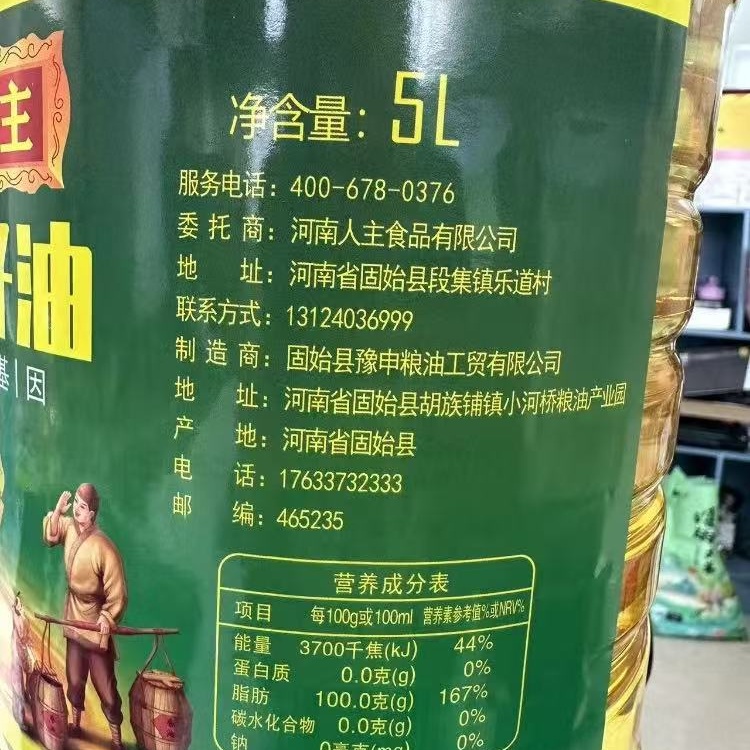 净含量：5L
服务电话：400-678-0376
委托商：河南人主食品有限公司
地址：河南省固始县段集镇乐道村
联系方式：13124036999
制造商：固始县豫申粮油工贸有限公司
地址：河南省固始县胡族铺镇小河桥粮油产业园
产地：河南省固始县
电话：17633732333
邮编：465235
主
油
因
营养成分表
项目 每100g或100ml 营养素参考值%或NRV%
能量 3700千焦(kJ) 44%
蛋白质 0.0克(g) 0%
脂肪 100.0克(g) 167%
碳水化合物 0.0克(g) 0%
钠 0毫克(mg) 0%